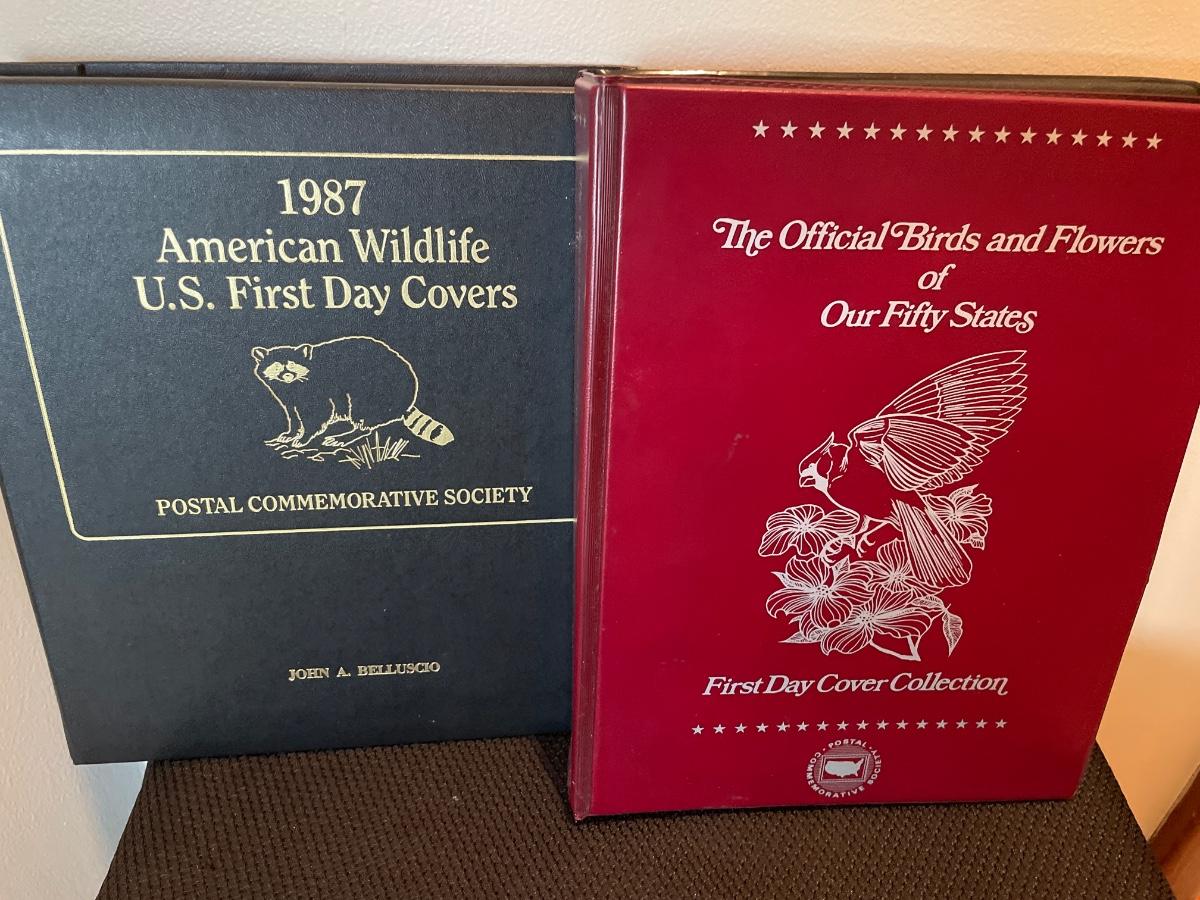 1987
American Wildlife
U.S. First Day Covers
POSTAL COMMEMORATIVE SOCIETY
JOHN A. BELLUSCIO
The Official Birds and Flowers
of
Our Fifty States
First Day Cover Collection
POSTAL COMMEMORATIVE SOCIETY